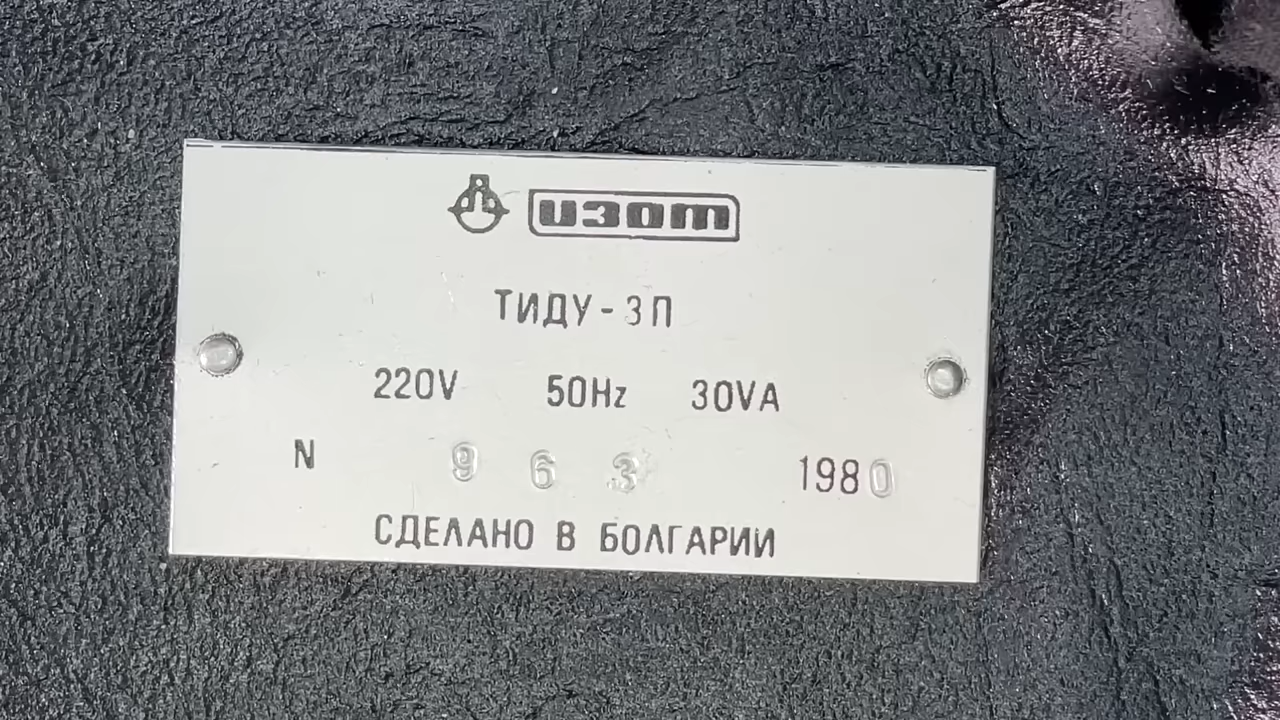 изот
ТИДУ-3П
220V 50Hz 30VA
N 963 1980
СДЕЛАНО В БОЛГАРИИ